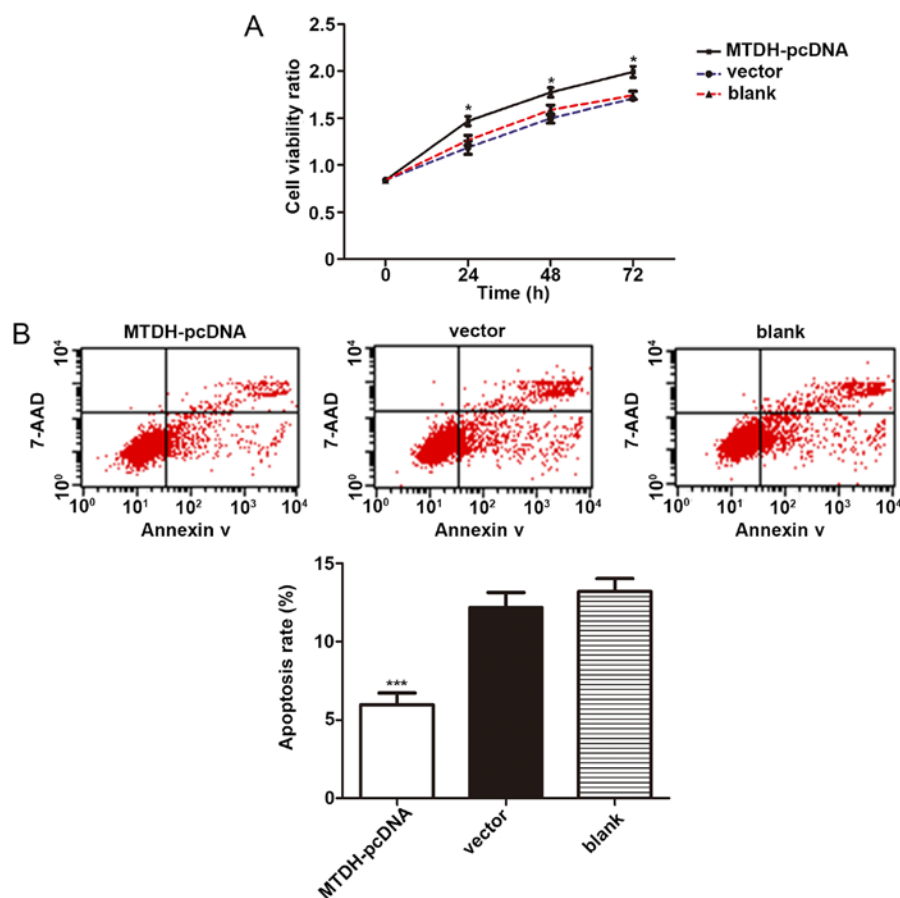 A
2.5
2.0
1.5
1.0
0.5
0
Cell viability ratio
* * *
0 24 48 72
Time (h)
MTDH-pcDNA
vector
blank
B
MTDH-pcDNA
10⁴
10⁰
7-AAD
10⁰ 10¹ 10² 10³ 10⁴
Annexin v
vector
10⁴
10⁰
7-AAD
10⁰ 10¹ 10² 10³ 10⁴
Annexin v
blank
10⁴
10⁰
7-AAD
10⁰ 10¹ 10² 10³ 10⁴
Annexin v
15
10
5
0
Apoptosis rate (%)
***
MTDH-pcDNA
vector
blank